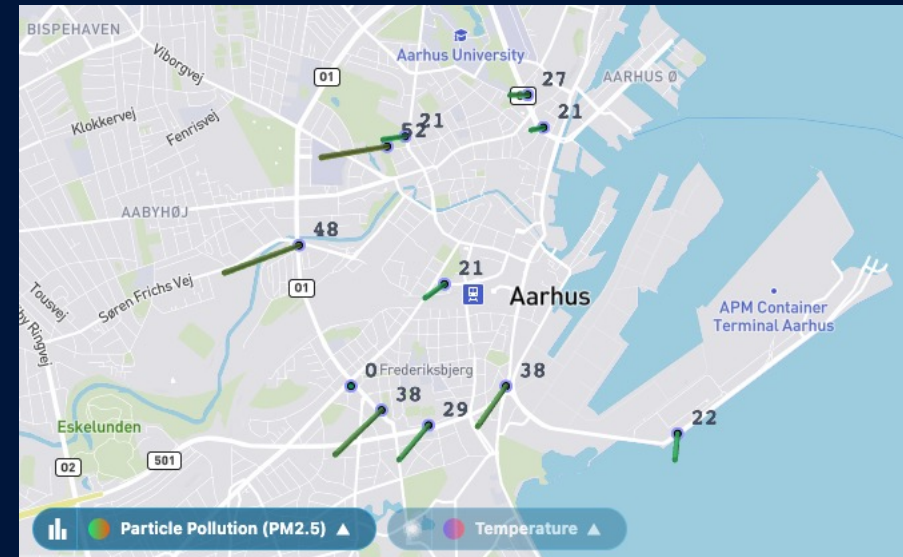 BISPEHAVEN
Viborgvej
Aarhus University
01
27
AARHUS Ø
Klokkervej
Fenrisvej
21
52
21
AABYHØJ
48
21
Søren Frichs Vej
01
Aarhus
Tousvej
by Ringvej
APM Container
Terminal Aarhus
0
Frederiksbjerg
38
38
29
22
Eskelunden
02
501
Particle Pollution (PM2.5) ▲
Temperature ▲